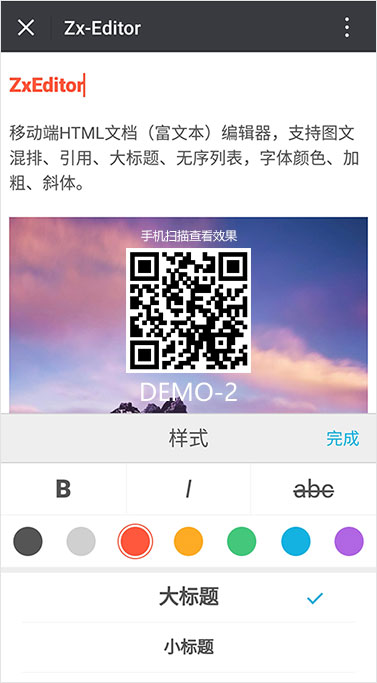 Zx-Editor
ZxEditor
移动端HTML文档（富文本）编辑器，支持图文
混排、引用、大标题、无序列表，字体颜色、加
粗、斜体。
手机扫描查看效果
DEMO-2
样式 完成
B I abc
大标题
小标题